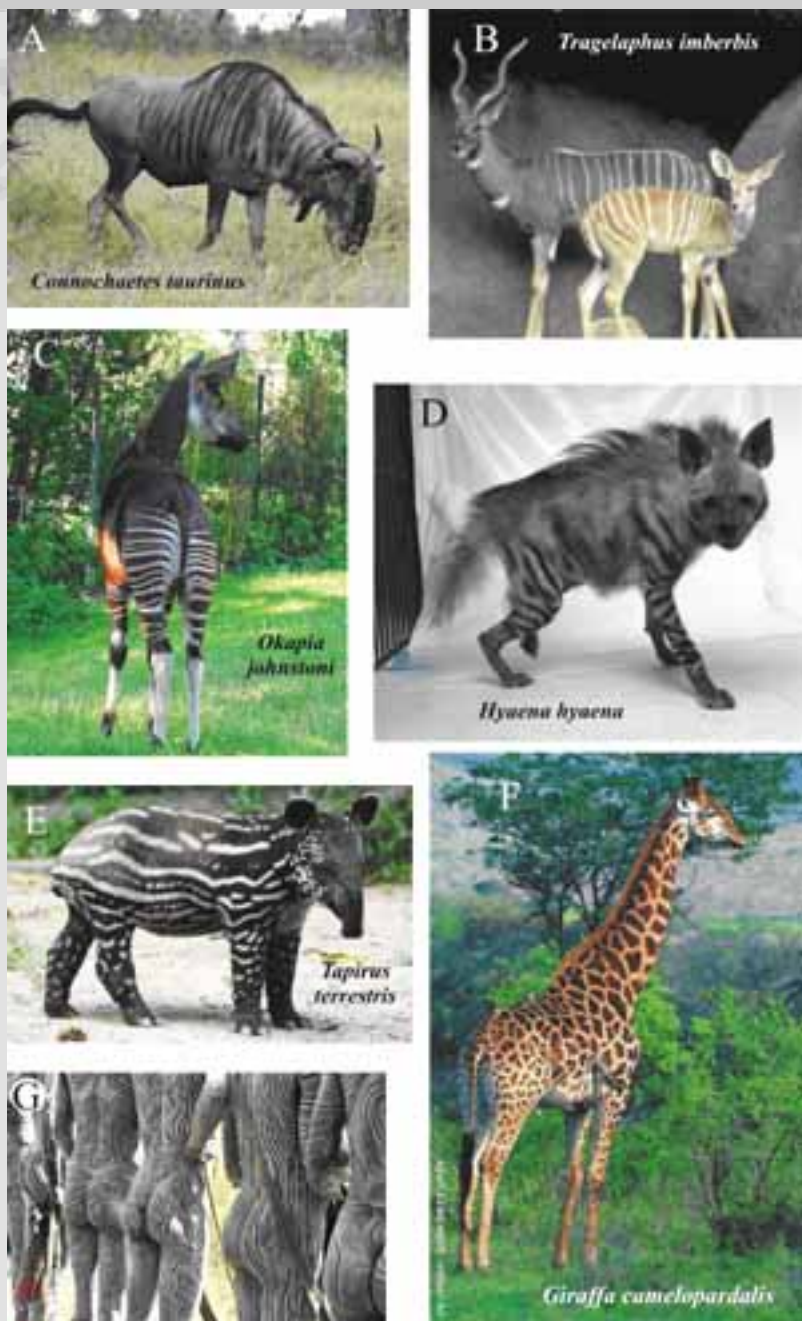 A
B
Tragelaphus imberbis
Connochaetes taurinus
C
D
Okapia
johnstoni
Hyaena hyaena
E
F
Tapirus
terrestris
G
Giraffa camelopardalis